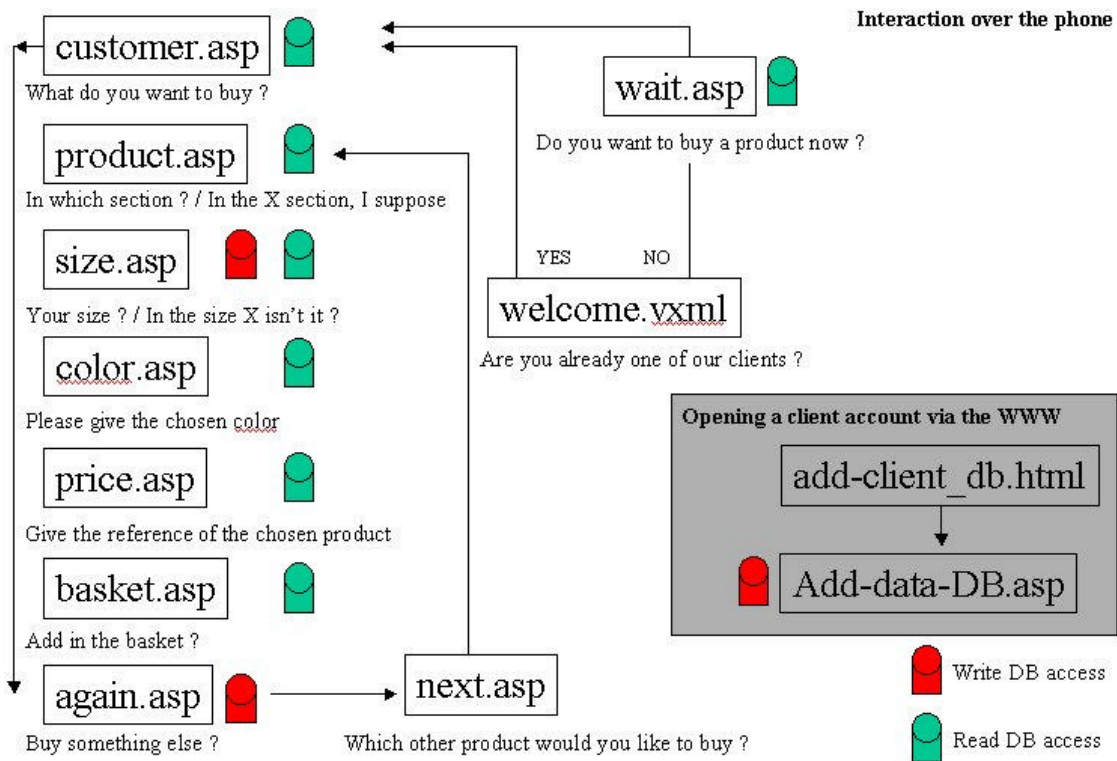 Interaction over the phone
customer.asp
What do you want to buy ?
wait.asp
Do you want to buy a product now ?
product.asp
In which section ? / In the X section, I suppose
size.asp
Your size ? / In the size X isn't it ?
YES
NO
welcome.vxml
Are you already one of our clients ?
color.asp
Please give the chosen color
price.asp
Give the reference of the chosen product
basket.asp
Add in the basket ?
again.asp
Buy something else ?
next.asp
Which other product would you like to buy ?
Opening a client account via the WWW
add-client_db.html
Add-data-DB.asp
Write DB access
Read DB access